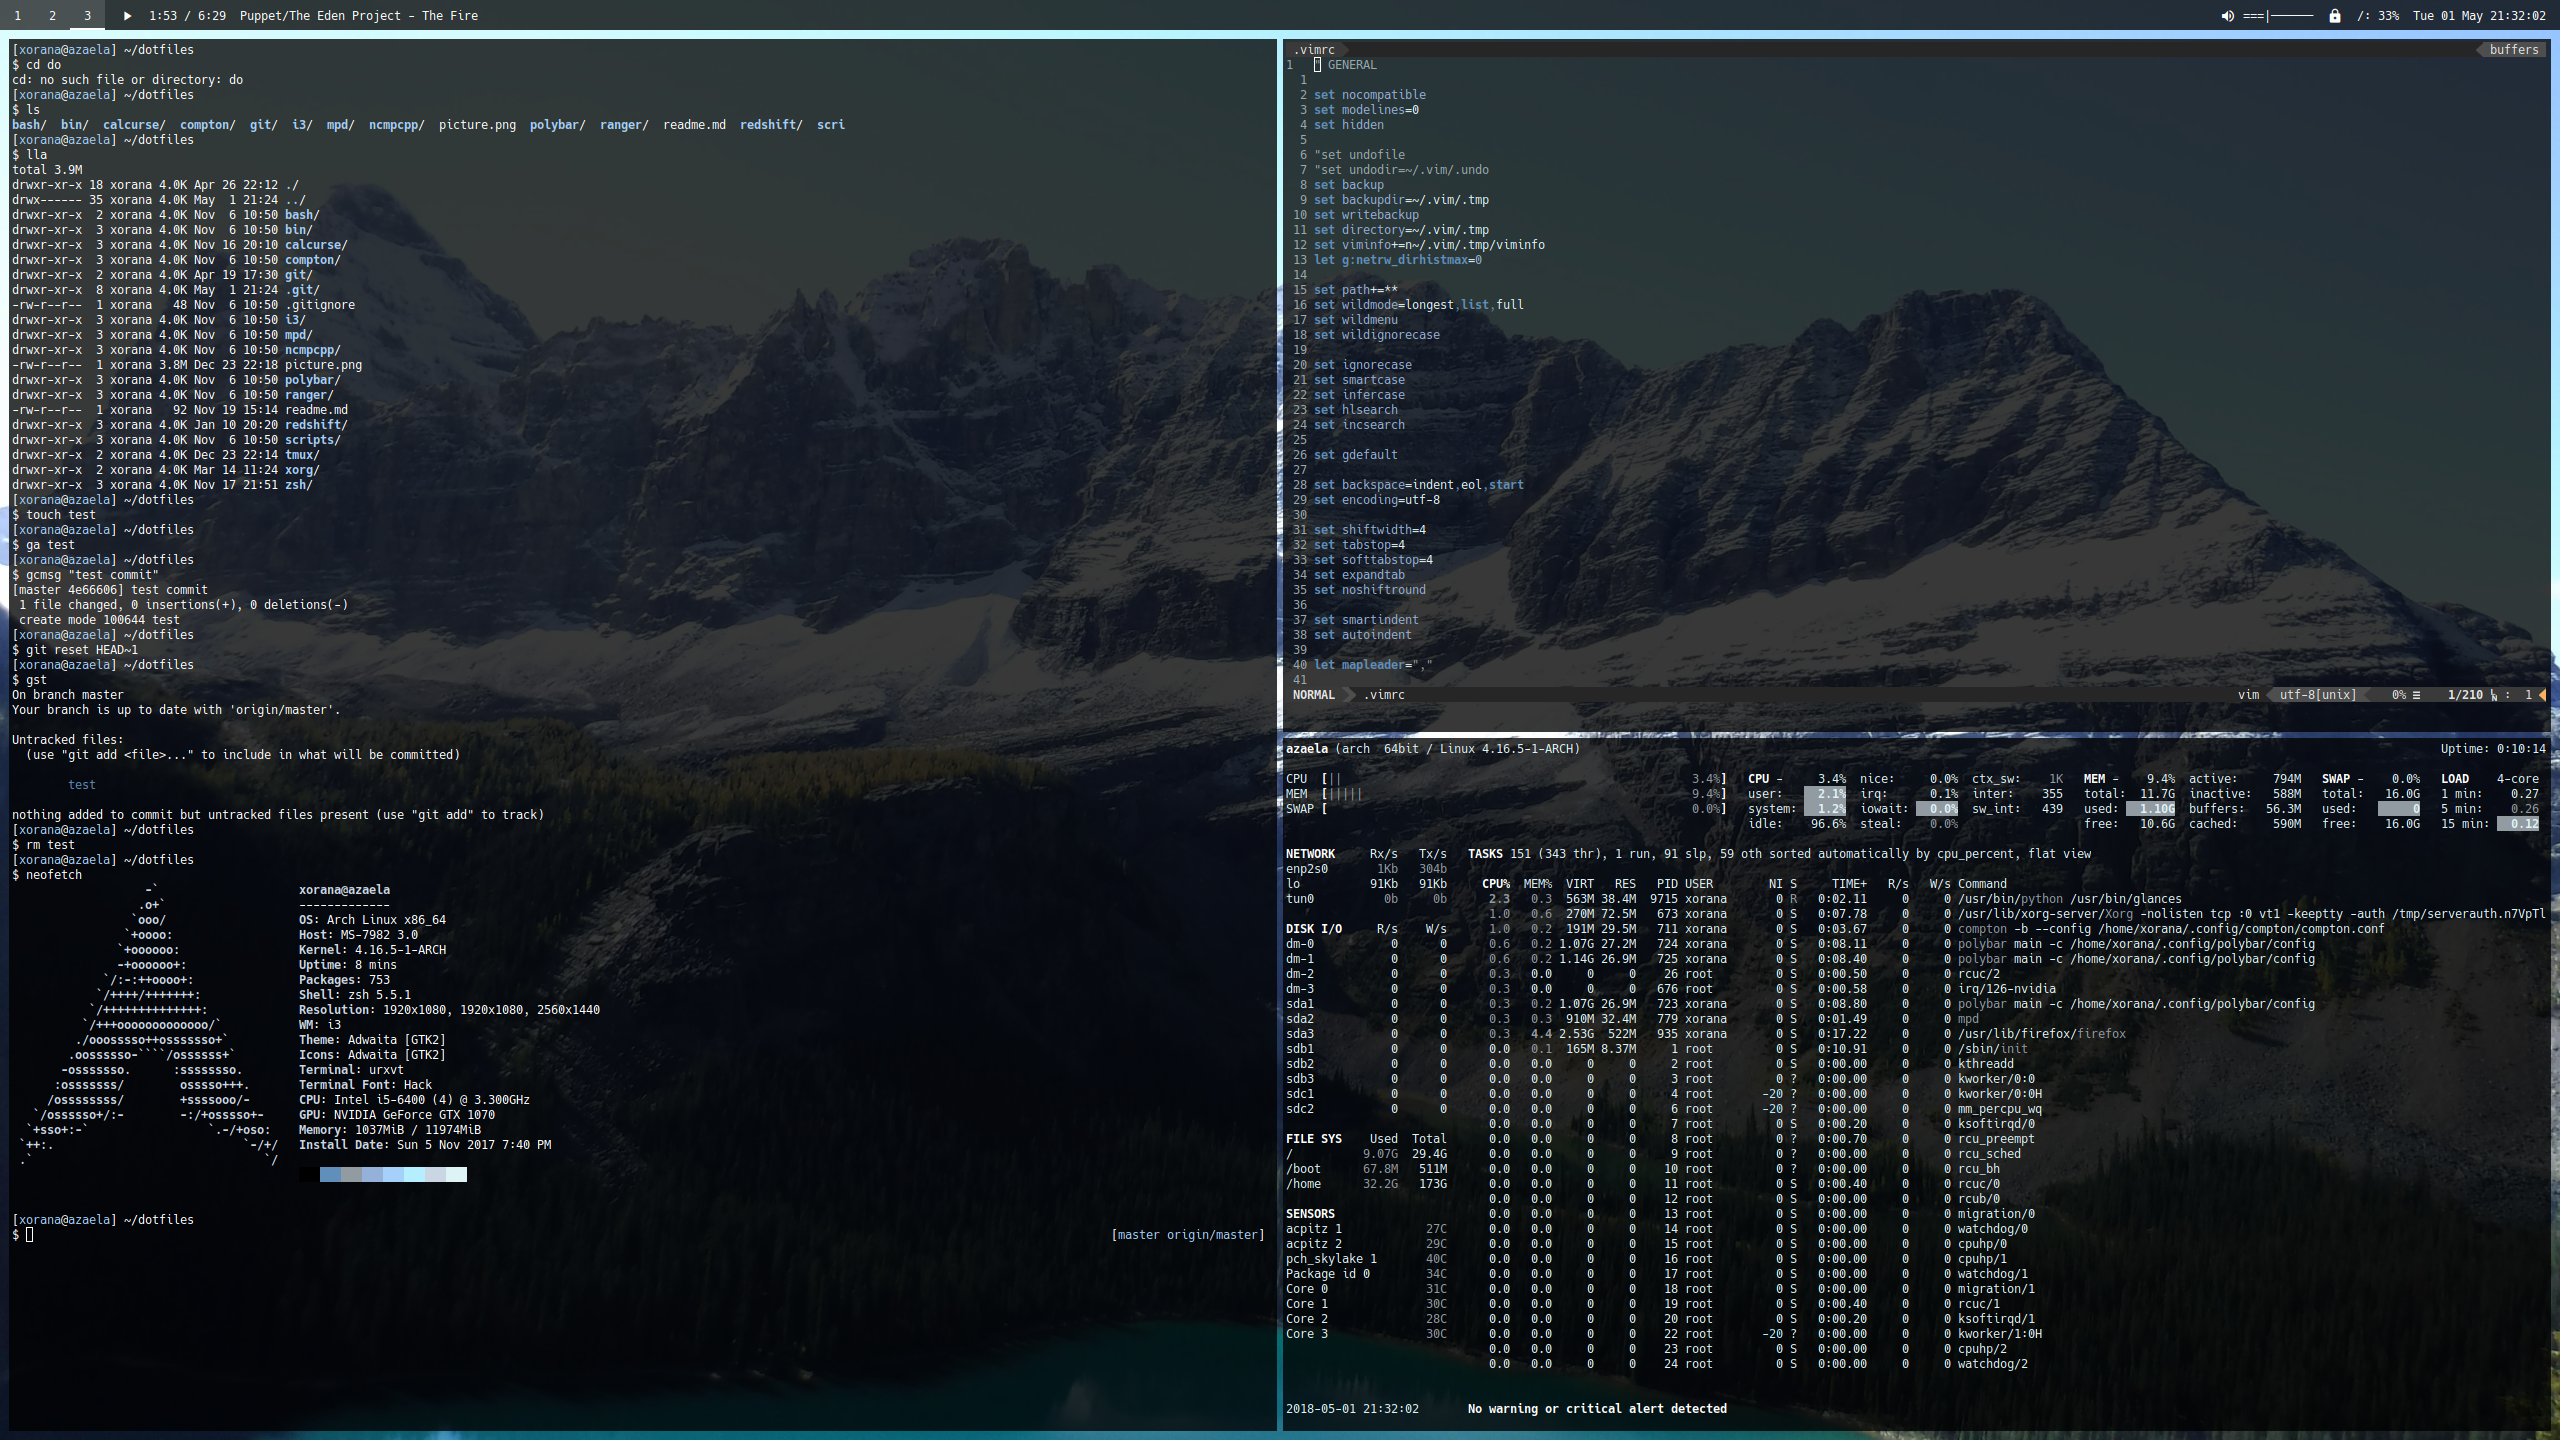 1 2 3 1:53 / 6:29 Puppet/The Eden Project - The Fire
===|────── /: 33% Tue 01 May 21:32:02
[xorana@azaela] ~/dotfiles
$ cd do
cd: no such file or directory: do
[xorana@azaela] ~/dotfiles
$ ls
bash/ bin/ calcurse/ compton/ git/ i3/ mpd/ ncmpcpp/ picture.png polybar/ ranger/ readme.md redshift/ scri
[xorana@azaela] ~/dotfiles
$ lla
total 3.9M
drwxr-xr-x 18 xorana 4.0K Apr 26 22:12 ./
drwx------ 35 xorana 4.0K May  1 21:24 ../
drwxr-xr-x  2 xorana 4.0K Nov  6 10:50 bash/
drwxr-xr-x  3 xorana 4.0K Nov  6 10:50 bin/
drwxr-xr-x  3 xorana 4.0K Nov 16 20:10 calcurse/
drwxr-xr-x  3 xorana 4.0K Nov  6 10:50 compton/
drwxr-xr-x  2 xorana 4.0K Apr 19 17:30 git/
drwxr-xr-x  8 xorana 4.0K May  1 21:24 .git/
-rw-r--r--  1 xorana   48 Nov  6 10:50 .gitignore
drwxr-xr-x  3 xorana 4.0K Nov  6 10:50 i3/
drwxr-xr-x  3 xorana 4.0K Nov  6 10:50 mpd/
drwxr-xr-x  3 xorana 4.0K Nov  6 10:50 ncmpcpp/
-rw-r--r--  1 xorana 3.8M Dec 23 22:18 picture.png
drwxr-xr-x  3 xorana 4.0K Nov  6 10:50 polybar/
drwxr-xr-x  3 xorana 4.0K Nov  6 10:50 ranger/
-rw-r--r--  1 xorana   92 Nov 19 15:14 readme.md
drwxr-xr-x  3 xorana 4.0K Jan 10 20:20 redshift/
drwxr-xr-x  3 xorana 4.0K Nov  6 10:50 scripts/
drwxr-xr-x  2 xorana 4.0K Dec 23 22:14 tmux/
drwxr-xr-x  2 xorana 4.0K Mar 14 11:24 xorg/
drwxr-xr-x  3 xorana 4.0K Nov 17 21:51 zsh/
[xorana@azaela] ~/dotfiles
$ touch test
[xorana@azaela] ~/dotfiles
$ ga test
[xorana@azaela] ~/dotfiles
$ gcmsg "test commit"
[master 4e66606] test commit
 1 file changed, 0 insertions(+), 0 deletions(-)
 create mode 100644 test
[xorana@azaela] ~/dotfiles
$ git reset HEAD~1
[xorana@azaela] ~/dotfiles
$ gst
On branch master
Your branch is up to date with 'origin/master'.
Untracked files:
  (use "git add <file>..." to include in what will be committed)
        test
nothing added to commit but untracked files present (use "git add" to track)
[xorana@azaela] ~/dotfiles
$ rm test
[xorana@azaela] ~/dotfiles
$ neofetch
                   -`                    xorana@azaela
                  .o+`                   -------------
                 `ooo/                   OS: Arch Linux x86_64
                `+oooo:                  Host: MS-7982 3.0
               `+oooooo:                 Kernel: 4.16.5-1-ARCH
               -+oooooo+:                Uptime: 8 mins
             `/:-:++oooo+:               Packages: 753
            `/++++/+++++++:              Shell: zsh 5.5.1
           `/++++++++++++++:             Resolution: 1920x1080, 1920x1080, 2560x1440
          `/+++ooooooooooooo/`           WM: i3
         ./ooosssso++osssssso+`          Theme: Adwaita [GTK2]
        .oossssso-````/ossssss+`         Icons: Adwaita [GTK2]
       -osssssso.      :ssssssso.        Terminal: urxvt
      :osssssss/        osssso+++.       Terminal Font: Hack
     /ossssssss/        +ssssooo/-       CPU: Intel i5-6400 (4) @ 3.300GHz
   `/ossssso+/:-        -:/+osssso+-     GPU: NVIDIA GeForce GTX 1070
  `+sso+:-`                 `.-/+oso:    Memory: 1037MiB / 11974MiB
 `++:.                           `-/+/   Install Date: Sun 5 Nov 2017 7:40 PM
 .`                                 `/
[xorana@azaela] ~/dotfiles
$ [master origin/master]
.vimrc buffers
1 " GENERAL
1
2 set nocompatible
3 set modelines=0
4 set hidden
5
6 "set undofile
7 "set undodir=~/.vim/.undo
8 set backup
9 set backupdir=~/.vim/.tmp
10 set writebackup
11 set directory=~/.vim/.tmp
12 set viminfo+=n~/.vim/.tmp/viminfo
13 let g:netrw_dirhistmax=0
14
15 set path+=**
16 set wildmode=longest,list,full
17 set wildmenu
18 set wildignorecase
19
20 set ignorecase
21 set smartcase
22 set infercase
23 set hlsearch
24 set incsearch
25
26 set gdefault
27
28 set backspace=indent,eol,start
29 set encoding=utf-8
30
31 set shiftwidth=4
32 set tabstop=4
33 set softtabstop=4
34 set expandtab
35 set noshiftround
36
37 set smartindent
38 set autoindent
39
40 let mapleader=","
41
NORMAL .vimrc vim utf-8[unix] 0% ≡ 1/210 ㏑ : 1
azaela (arch  64bit / Linux 4.16.5-1-ARCH) Uptime: 0:10:14
CPU [|| 3.4%] CPU - 3.4% nice: 0.0% ctx_sw: 1K MEM - 9.4% active: 794M SWAP - 0.0% LOAD 4-core
MEM [||||| 9.4%] user: 2.1% irq: 0.1% inter: 355 total: 11.7G inactive: 588M total: 16.0G 1 min: 0.27
SWAP [ 0.0%] system: 1.2% iowait: 0.0% sw_int: 439 used: 1.10G buffers: 56.3M used: 0 5 min: 0.26
idle: 96.6% steal: 0.0% free: 10.6G cached: 590M free: 16.0G 15 min: 0.12
NETWORK Rx/s Tx/s TASKS 151 (343 thr), 1 run, 91 slp, 59 oth sorted automatically by cpu_percent, flat view
enp2s0 1Kb 304b
lo 91Kb 91Kb CPU% MEM% VIRT RES PID USER NI S TIME+ R/s W/s Command
tun0 0b 0b 2.3 0.3 563M 38.4M 9715 xorana 0 R 0:02.11 0 0 /usr/bin/python /usr/bin/glances
1.0 0.6 270M 72.5M 673 xorana 0 S 0:07.78 0 0 /usr/lib/xorg-server/Xorg -nolisten tcp :0 vt1 -keeptty -auth /tmp/serverauth.n7VpTl
DISK I/O R/s W/s 1.0 0.2 191M 29.5M 711 xorana 0 S 0:03.67 0 0 compton -b --config /home/xorana/.config/compton/compton.conf
dm-0 0 0 0.6 0.2 1.07G 27.2M 724 xorana 0 S 0:08.11 0 0 polybar main -c /home/xorana/.config/polybar/config
dm-1 0 0 0.6 0.2 1.14G 26.9M 725 xorana 0 S 0:08.40 0 0 polybar main -c /home/xorana/.config/polybar/config
dm-2 0 0 0.3 0.0 0 0 26 root 0 S 0:00.50 0 0 rcuc/2
dm-3 0 0 0.3 0.0 0 0 676 root 0 S 0:00.58 0 0 irq/126-nvidia
sda1 0 0 0.3 0.2 1.07G 26.9M 723 xorana 0 S 0:08.80 0 0 polybar main -c /home/xorana/.config/polybar/config
sda2 0 0 0.3 0.3 910M 32.4M 779 xorana 0 S 0:01.49 0 0 mpd
sda3 0 0 0.3 4.4 2.53G 522M 935 xorana 0 S 0:17.22 0 0 /usr/lib/firefox/firefox
sdb1 0 0 0.0 0.1 165M 8.37M 1 root 0 S 0:10.91 0 0 /sbin/init
sdb2 0 0 0.0 0.0 0 0 2 root 0 S 0:00.00 0 0 kthreadd
sdb3 0 0 0.0 0.0 0 0 3 root 0 ? 0:00.00 0 0 kworker/0:0
sdc1 0 0 0.0 0.0 0 0 4 root -20 ? 0:00.00 0 0 kworker/0:0H
sdc2 0 0 0.0 0.0 0 0 6 root -20 ? 0:00.00 0 0 mm_percpu_wq
0.0 0.0 0 0 7 root 0 S 0:00.20 0 0 ksoftirqd/0
FILE SYS Used Total 0.0 0.0 0 0 8 root 0 ? 0:00.70 0 0 rcu_preempt
/ 9.07G 29.4G 0.0 0.0 0 0 9 root 0 ? 0:00.00 0 0 rcu_sched
/boot 67.8M 511M 0.0 0.0 0 0 10 root 0 ? 0:00.00 0 0 rcu_bh
/home 32.2G 173G 0.0 0.0 0 0 11 root 0 S 0:00.40 0 0 rcuc/0
0.0 0.0 0 0 12 root 0 S 0:00.00 0 0 rcub/0
SENSORS 0.0 0.0 0 0 13 root 0 S 0:00.00 0 0 migration/0
acpitz 1 27C 0.0 0.0 0 0 14 root 0 S 0:00.00 0 0 watchdog/0
acpitz 2 29C 0.0 0.0 0 0 15 root 0 S 0:00.00 0 0 cpuhp/0
pch_skylake 1 40C 0.0 0.0 0 0 16 root 0 S 0:00.00 0 0 cpuhp/1
Package id 0 34C 0.0 0.0 0 0 17 root 0 S 0:00.00 0 0 watchdog/1
Core 0 31C 0.0 0.0 0 0 18 root 0 S 0:00.00 0 0 migration/1
Core 1 30C 0.0 0.0 0 0 19 root 0 S 0:00.40 0 0 rcuc/1
Core 2 28C 0.0 0.0 0 0 20 root 0 S 0:00.20 0 0 ksoftirqd/1
Core 3 30C 0.0 0.0 0 0 22 root -20 ? 0:00.00 0 0 kworker/1:0H
0.0 0.0 0 0 23 root 0 S 0:00.00 0 0 cpuhp/2
0.0 0.0 0 0 24 root 0 S 0:00.00 0 0 watchdog/2
2018-05-01 21:32:02 No warning or critical alert detected